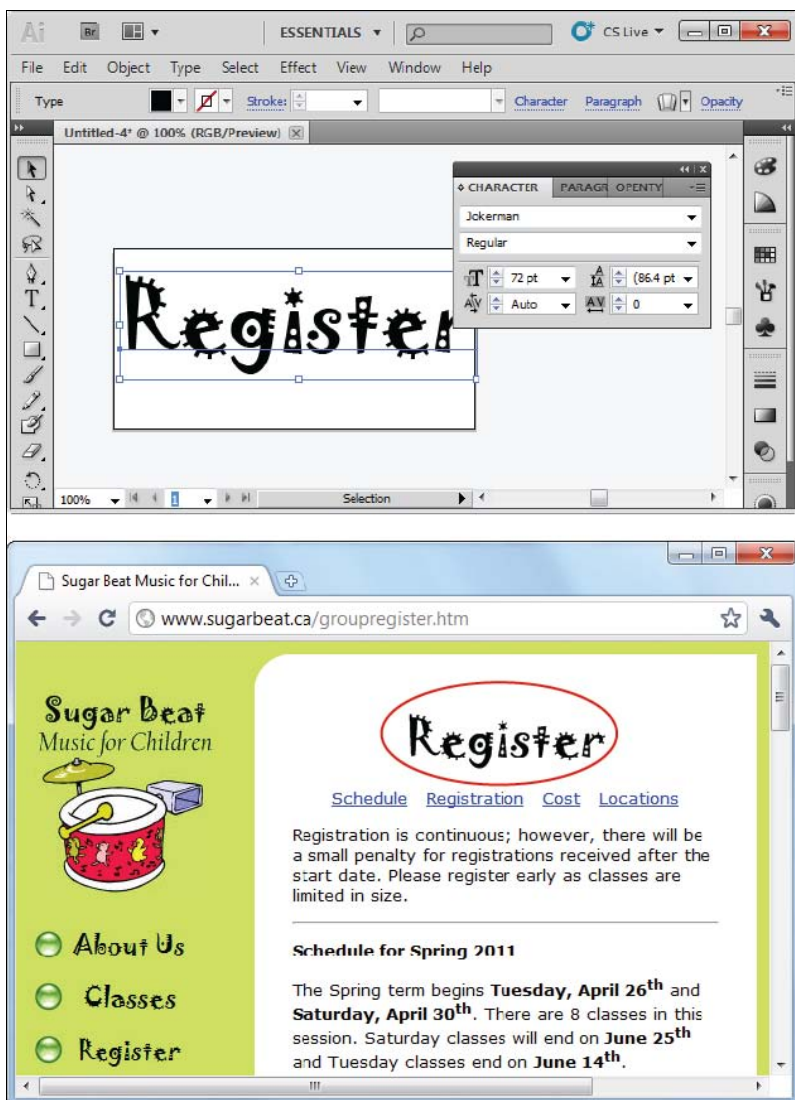 Ai Br ESSENTIALS CS Live
File Edit Object Type Select Effect View Window Help
Type Stroke: Character Paragraph Opacity
Untitled-4* @ 100% (RGB/Preview)
CHARACTER PARAGR OPENTY
Jokerman
Regular
72 pt (86.4 pt
Auto 0
Register
100% 1 Selection
Sugar Beat Music for Chil...
www.sugarbeat.ca/groupregister.htm
Sugar Beat
Music for Children
About Us
Classes
Register
Register
Schedule Registration Cost Locations
Registration is continuous; however, there will be
a small penalty for registrations received after the
start date. Please register early as classes are
limited in size.
Schedule for Spring 2011
The Spring term begins Tuesday, April 26th and
Saturday, April 30th. There are 8 classes in this
session. Saturday classes will end on June 25th
and Tuesday classes end on June 14th.